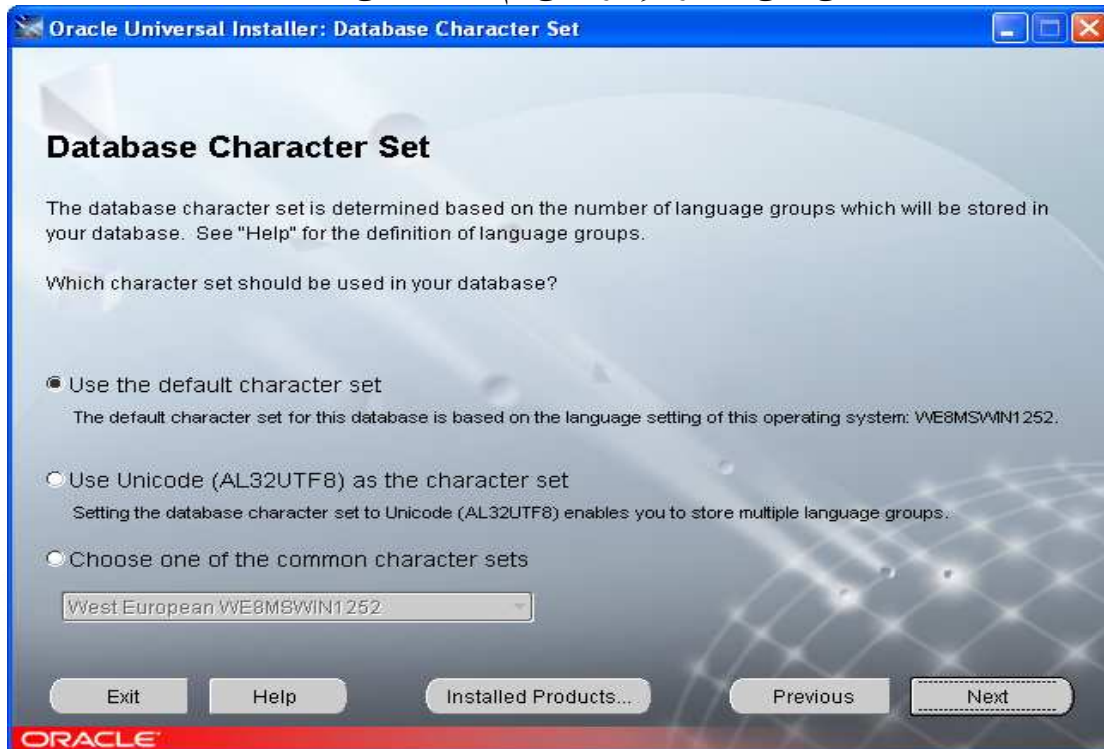 Oracle Universal Installer: Database Character Set
Database Character Set
The database character set is determined based on the number of language groups which will be stored in
your database. See "Help" for the definition of language groups.
Which character set should be used in your database?
Use the default character set
The default character set for this database is based on the language setting of this operating system: WE8MSWIN1252.
Use Unicode (AL32UTF8) as the character set
Setting the database character set to Unicode (AL32UTF8) enables you to store multiple language groups.
Choose one of the common character sets
West European WE8MSWIN1252
Exit Help Installed Products... Previous Next
ORACLE